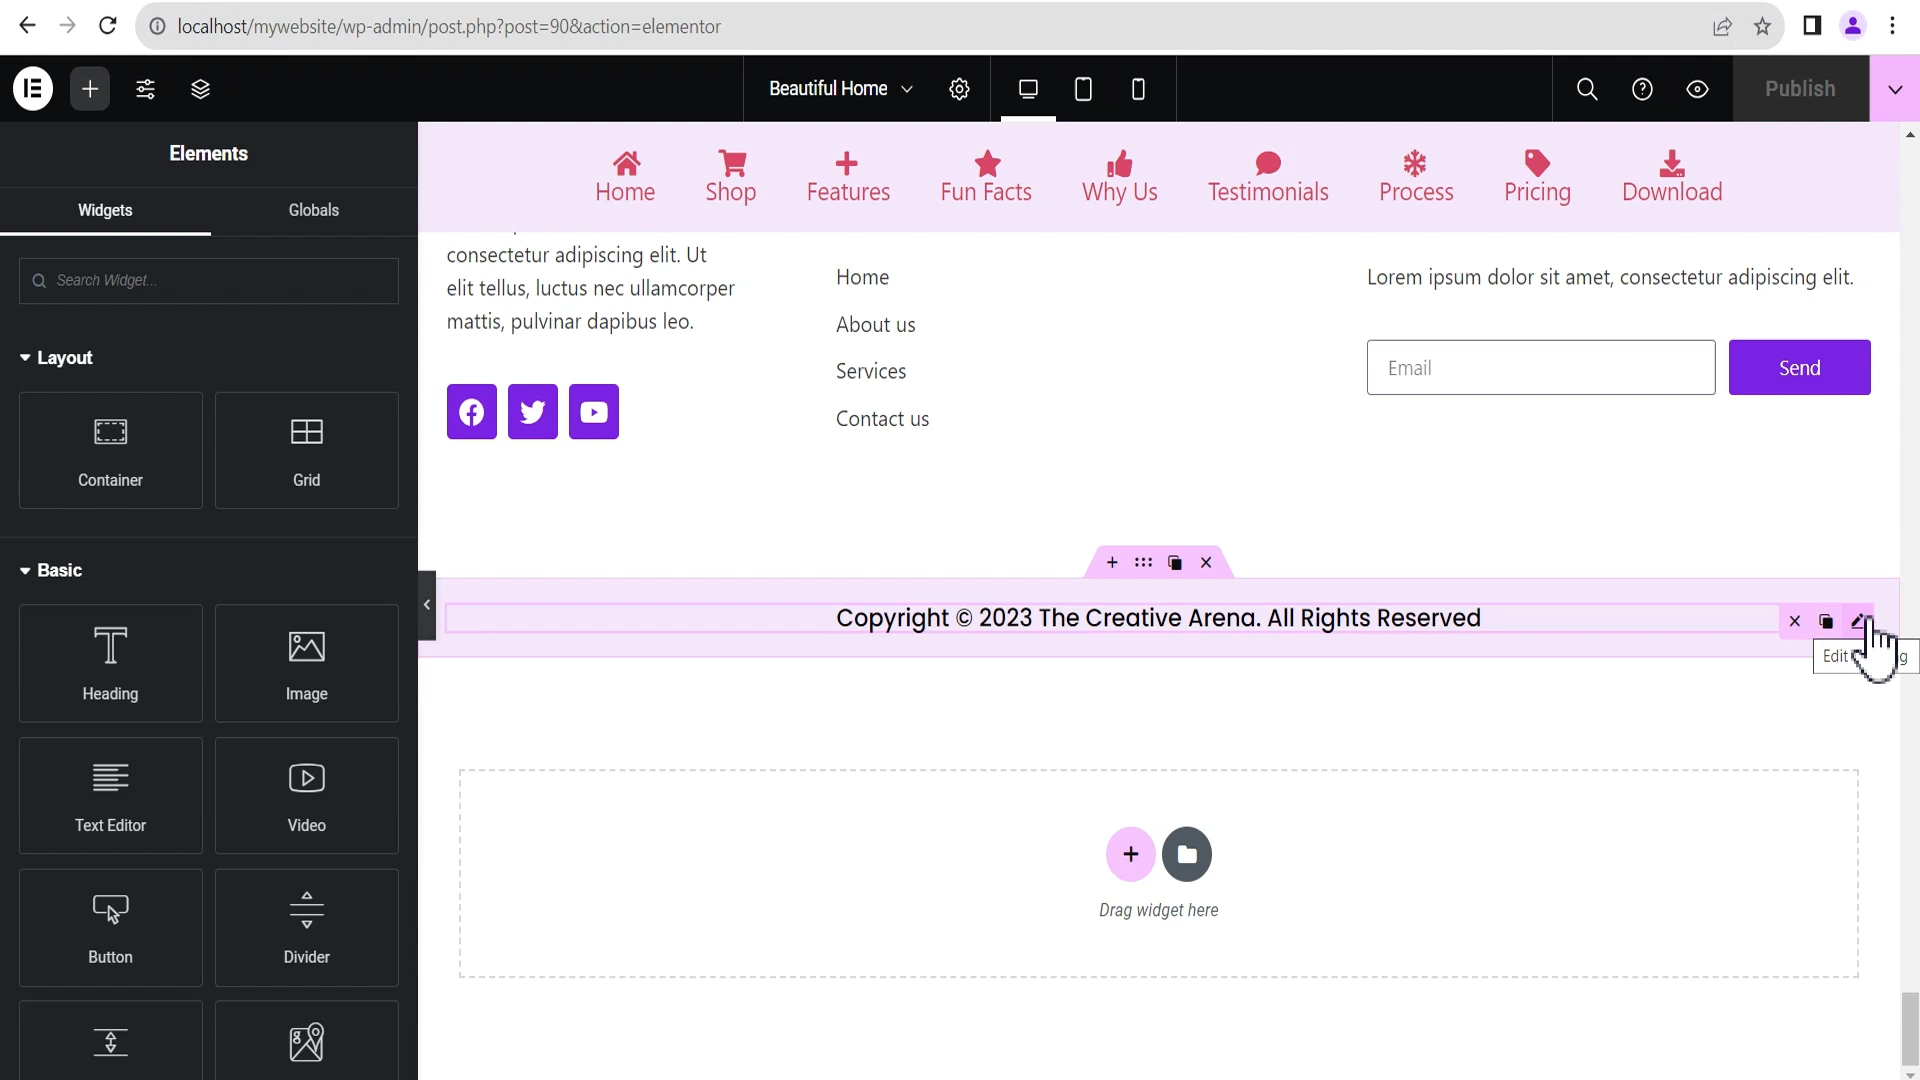 localhost/mywebsite/wp-admin/post.php?post=90&action=elementor
Beautiful Home
Publish
Elements
Widgets
Globals
Search Widget...
Layout
Container
Grid
Basic
Heading
Image
Text Editor
Video
Button
Divider
Home
Shop
Features
Fun Facts
Why Us
Testimonials
Process
Pricing
Download
consectetur adipiscing elit. Ut
elit tellus, luctus nec ullamcorper
mattis, pulvinar dapibus leo.
Home
About us
Services
Contact us
Lorem ipsum dolor sit amet, consectetur adipiscing elit.
Email
Send
Copyright © 2023 The Creative Arena. All Rights Reserved
Edit
Drag widget here